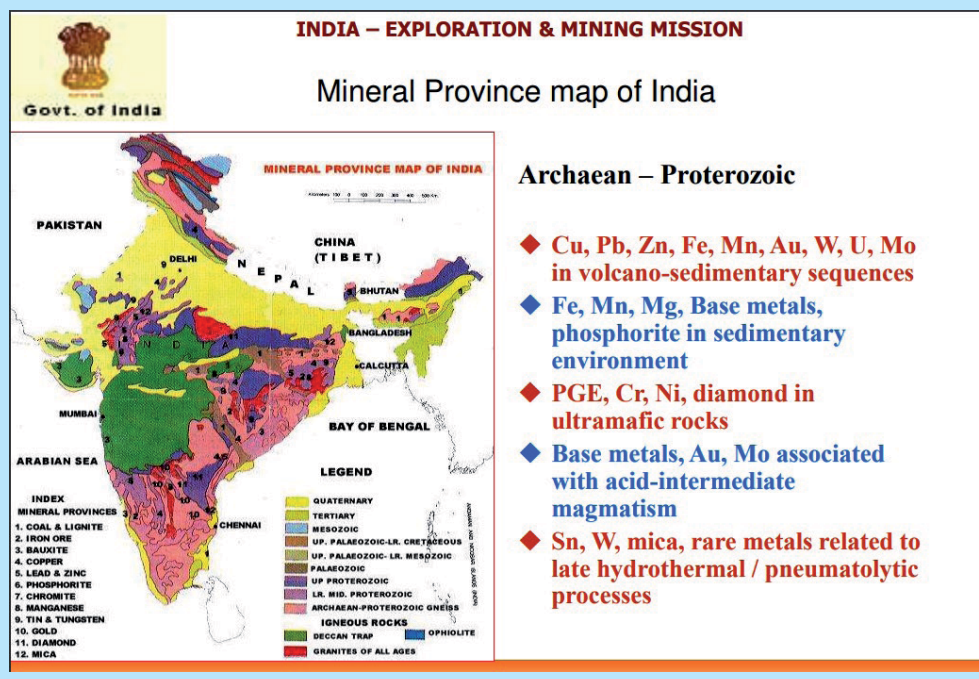 INDIA – EXPLORATION & MINING MISSION
Govt. of India
Mineral Province map of India
MINERAL PROVINCE MAP OF INDIA
PAKISTAN
CHINA
(TIBET)
DELHI
NEPAL
BHUTAN
BANGLADESH
INDIA
CALCUTTA
MUMBAI
BAY OF BENGAL
ARABIAN SEA
CHENNAI
ANDAMAN AND NICOBAR ISLANDS (INDIA)
INDEX
MINERAL PROVINCES
1. COAL & LIGNITE
2. IRON ORE
3. BAUXITE
4. COPPER
5. LEAD & ZINC
6. PHOSPHORITE
7. CHROMITE
8. MANGANESE
9. TIN & TUNGSTEN
10. GOLD
11. DIAMOND
12. MICA
LEGEND
QUATERNARY
TERTIARY
MESOZOIC
UP. PALAEOZOIC-LR. CRETACEOUS
UP. PALAEOZOIC- LR. MESOZOIC
PALAEOZOIC
UP PROTEROZOIC
LR. MID. PROTEROZOIC
ARCHAEAN-PROTEROZOIC GNEISS
IGNEOUS ROCKS
DECCAN TRAP
OPHIOLITE
GRANITES OF ALL AGES
Archaean – Proterozoic
Cu, Pb, Zn, Fe, Mn, Au, W, U, Mo
in volcano-sedimentary sequences
Fe, Mn, Mg, Base metals,
phosphorite in sedimentary
environment
PGE, Cr, Ni, diamond in
ultramafic rocks
Base metals, Au, Mo associated
with acid-intermediate
magmatism
Sn, W, mica, rare metals related to
late hydrothermal / pneumatolytic
processes